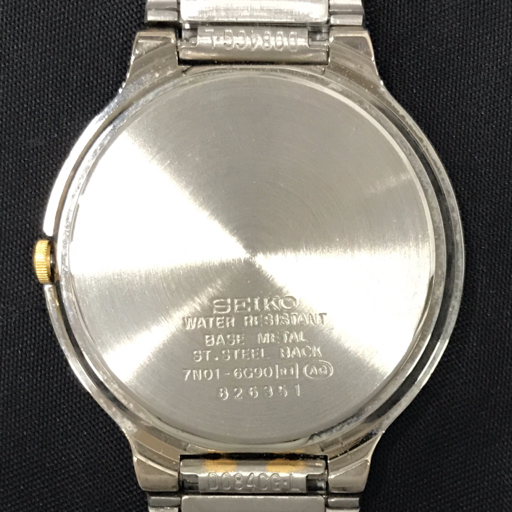 SEIKO
WATER RESISTANT
BASE METAL
ST.STEEL BACK
7N01-6G90
826351